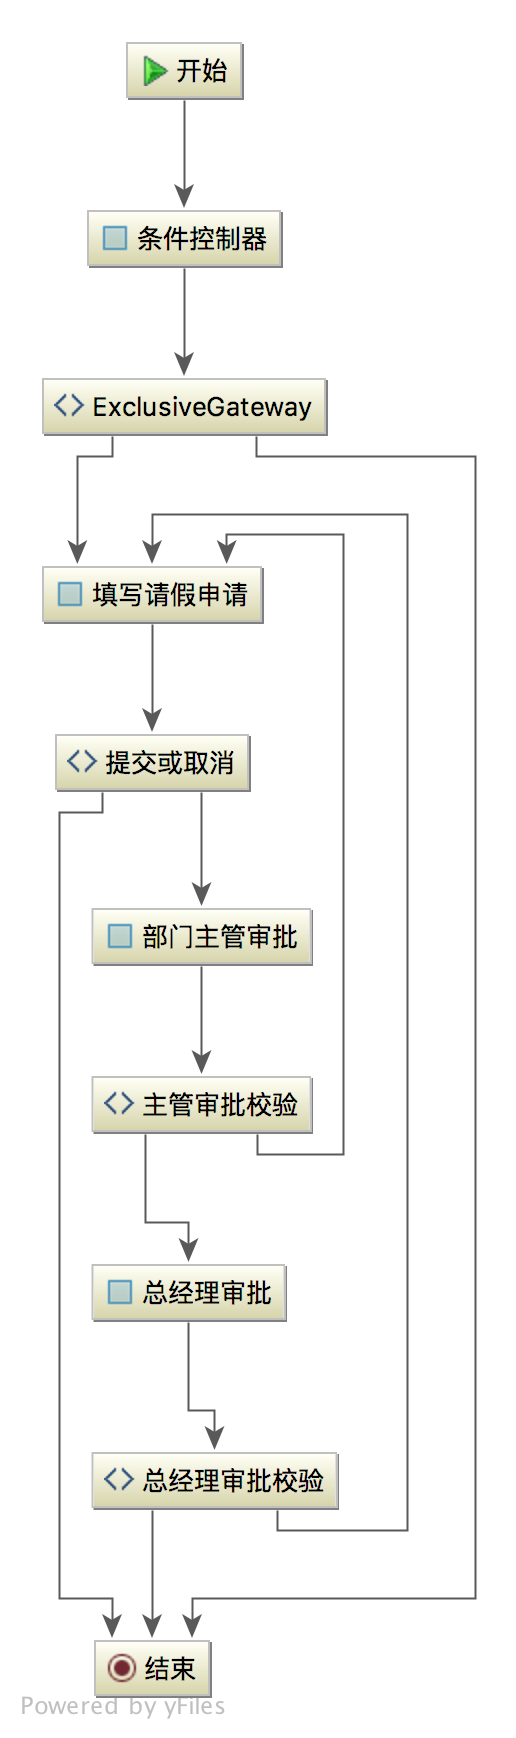 开始
条件控制器
ExclusiveGateway
填写请假申请
提交或取消
部门主管审批
主管审批校验
总经理审批
总经理审批校验
结束
Powered by yFiles